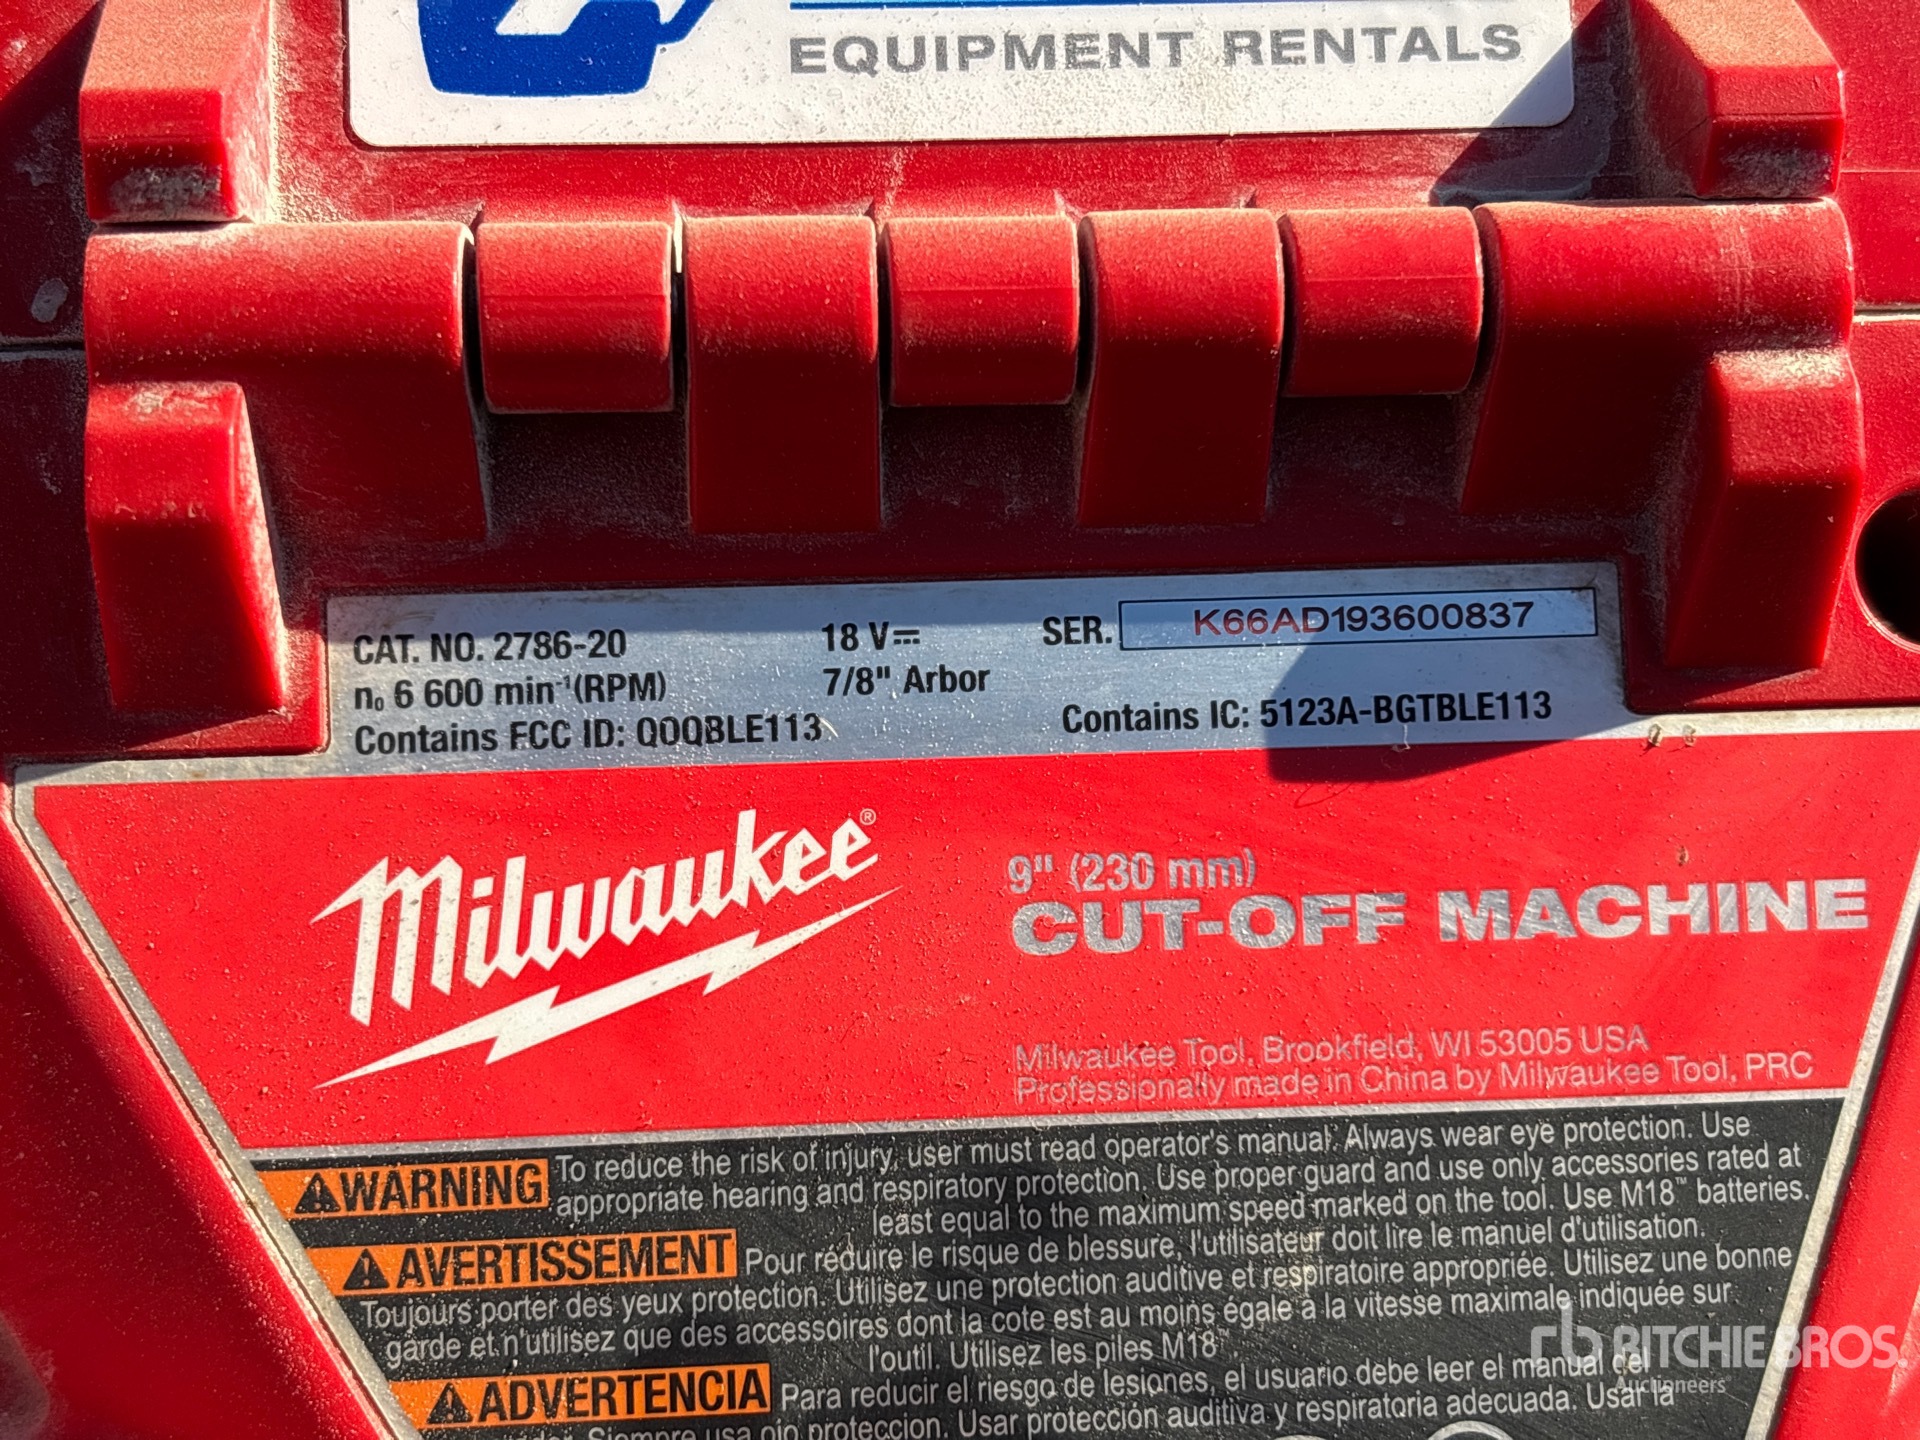 EQUIPMENT RENTALS
CAT. NO. 2786-20
n₀ 6 600 min⁻¹(RPM)
Contains FCC ID: QOQBLE113
18 V⎓
7/8" Arbor
SER. K66AD193600837
Contains IC: 5123A-BGTBLE113
Milwaukee®
9" (230 mm)
CUT-OFF MACHINE
Milwaukee Tool, Brookfield, WI 53005 USA
Professionally made in China by Milwaukee Tool, PRC
⚠WARNING To reduce the risk of injury, user must read operator's manual. Always wear eye protection. Use
appropriate hearing and respiratory protection. Use proper guard and use only accessories rated at
least equal to the maximum speed marked on the tool. Use M18™ batteries.
⚠AVERTISSEMENT Pour réduire le risque de blessure, l'utilisateur doit lire le manuel d'utilisation.
Toujours porter des yeux protection. Utilisez une protection auditive et respiratoire appropriée. Utilisez une bonne
garde et n'utilisez que des accessoires dont la cote est au moins égale à la vitesse maximale indiquée sur
l'outil. Utilisez les piles M18™.
⚠ADVERTENCIA Para reducir el riesgo de lesiones, el usuario debe leer el manual del
Siempre usa ojo proteccion. Usar protección auditiva y respiratoria adecuada. Usar la
rb RITCHIE BROS.
Auctioneers